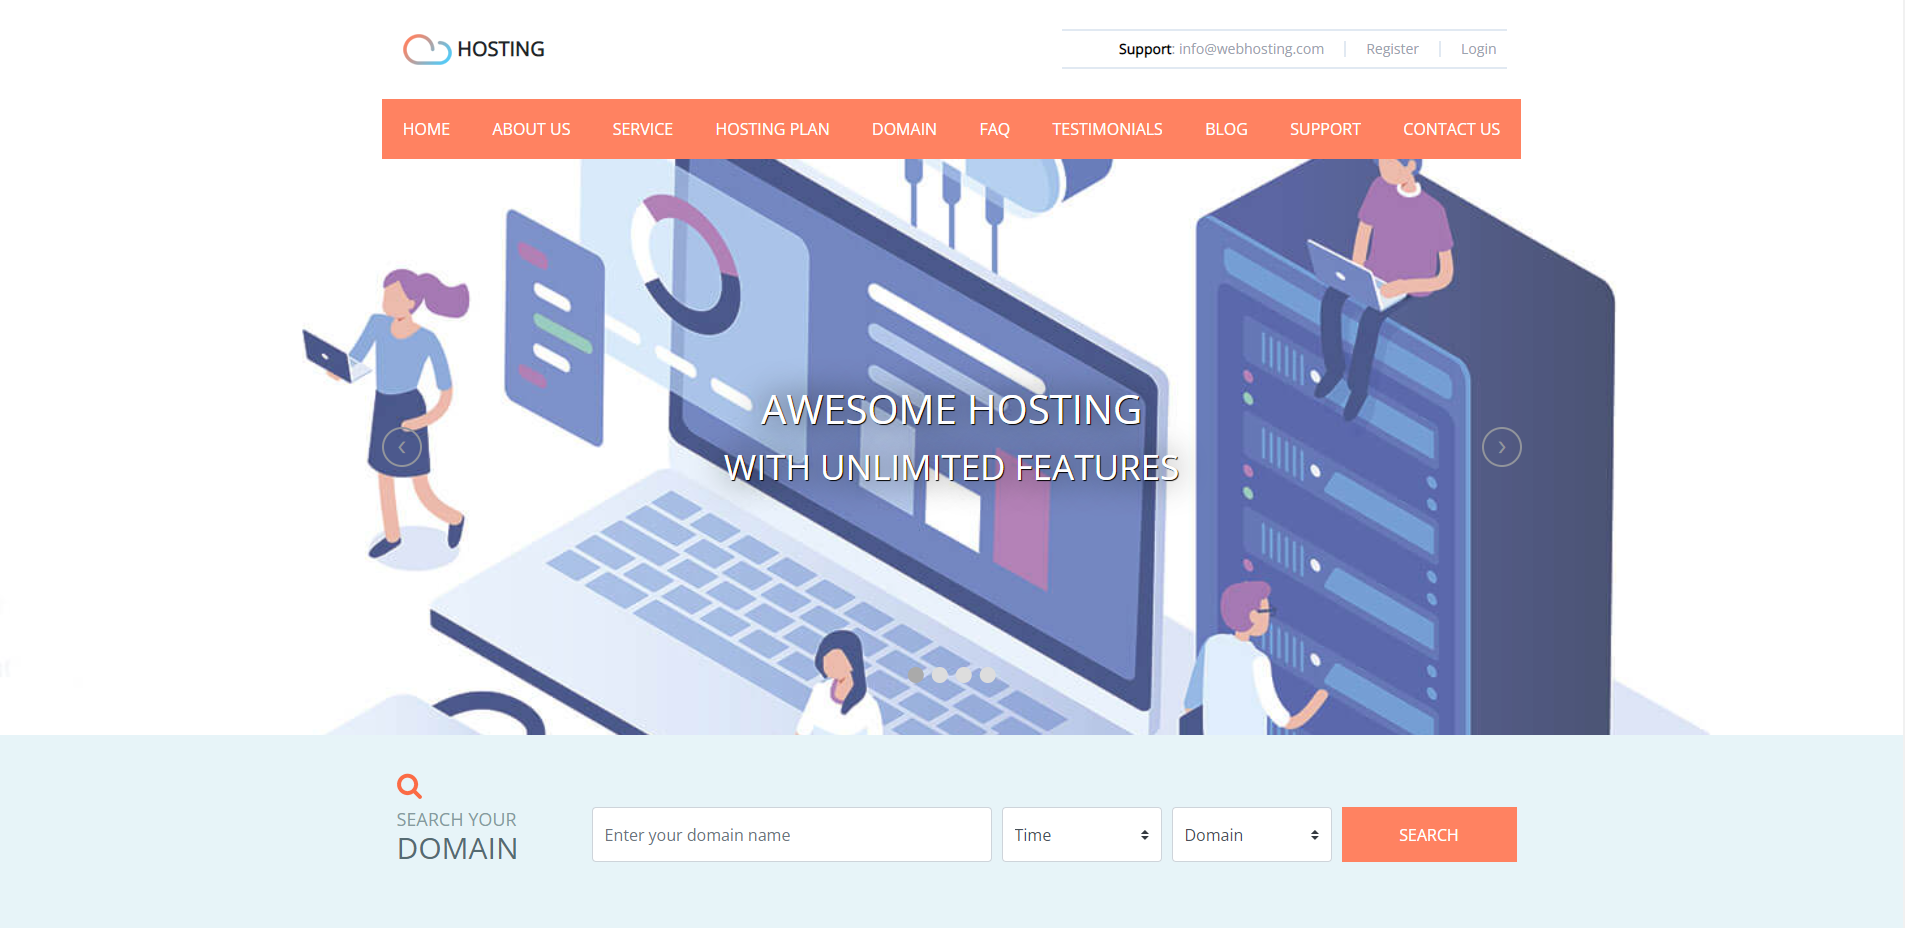 HOSTING
Support: info@webhosting.com
Register
Login
HOME
ABOUT US
SERVICE
HOSTING PLAN
DOMAIN
FAQ
TESTIMONIALS
BLOG
SUPPORT
CONTACT US
AWESOME HOSTING
WITH UNLIMITED FEATURES
SEARCH YOUR
DOMAIN
Enter your domain name
Time
Domain
SEARCH